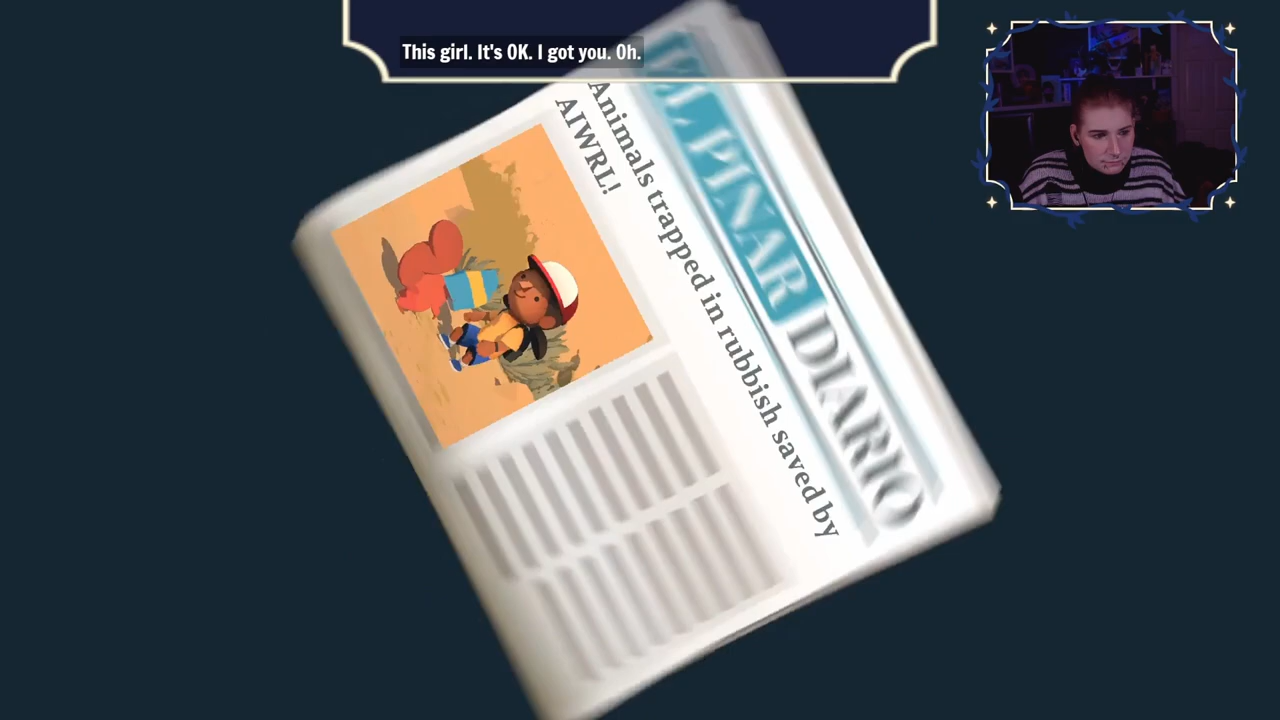 This girl. It's OK. I got you. Oh.
EL PINAR DIARIO
Animals trapped in rubbish saved by
AIWRL!